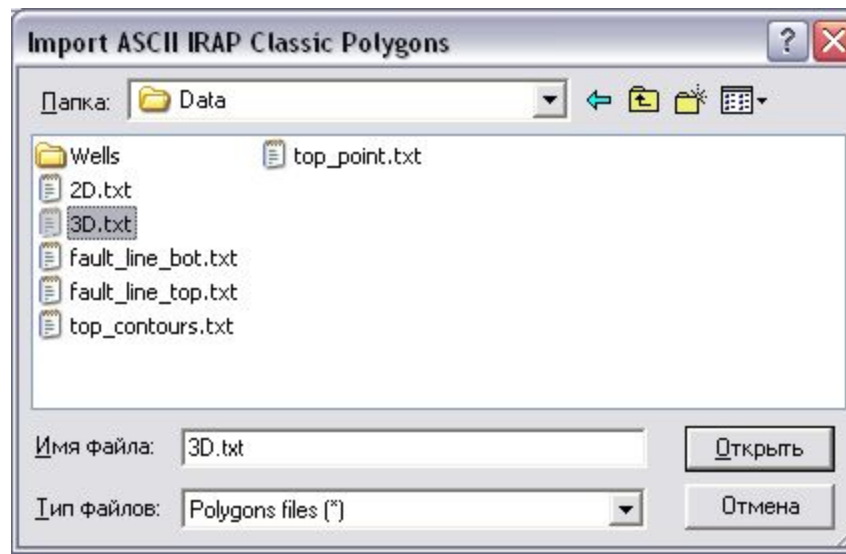 Import ASCII IRAP Classic Polygons
Папка: Data
Wells
2D.txt
3D.txt
fault_line_bot.txt
fault_line_top.txt
top_contours.txt
top_point.txt
Имя файла: 3D.txt Открыть
Тип файлов: Polygons files (*) Отмена